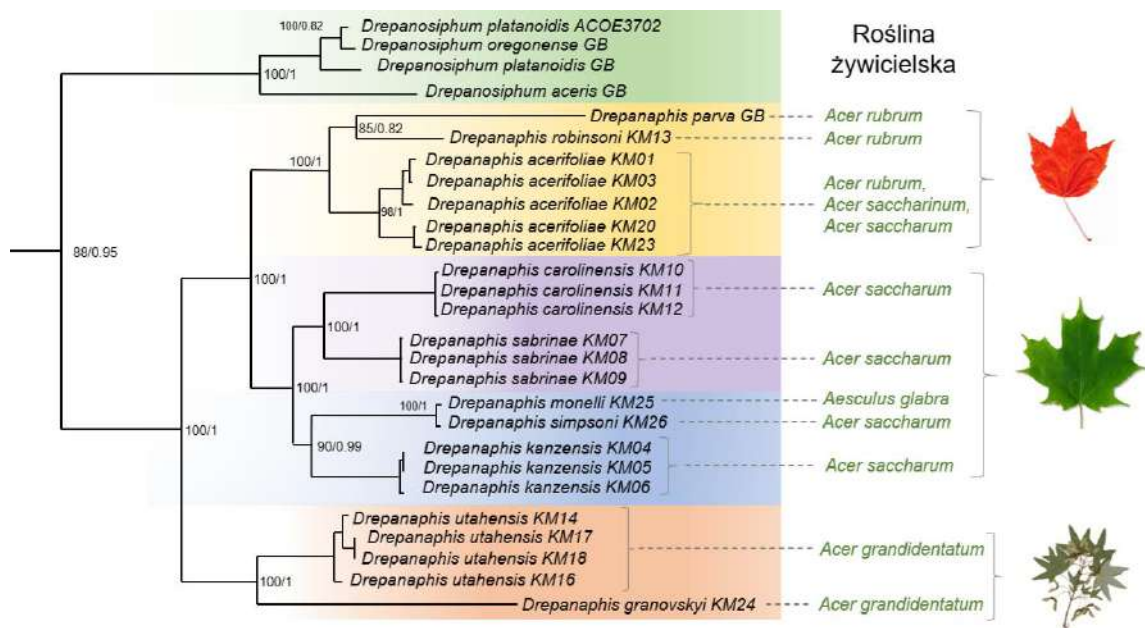 Roślina
żywicielska
100/0.82
Drepanosiphum platanoidis ACOE3702
Drepanosiphum oregonense GB
Drepanosiphum platanoidis GB
100/1
Drepanosiphum aceris GB
Drepanaphis parva GB
Acer rubrum
85/0.82
Drepanaphis robinsoni KM13
Acer rubrum
100/1
Drepanaphis acerifoliae KM01
Drepanaphis acerifoliae KM03
Drepanaphis acerifoliae KM02
98/1
Drepanaphis acerifoliae KM20
Drepanaphis acerifoliae KM23
Acer rubrum,
Acer saccharinum,
Acer saccharum
88/0.95
100/1
Drepanaphis carolinensis KM10
Drepanaphis carolinensis KM11
Drepanaphis carolinensis KM12
Acer saccharum
100/1
Drepanaphis sabrinae KM07
Drepanaphis sabrinae KM08
Drepanaphis sabrinae KM09
Acer saccharum
100/1
100/1
Drepanaphis monelli KM25
Aesculus glabra
Drepanaphis simpsoni KM26
Acer saccharum
100/1
90/0.99
Drepanaphis kanzensis KM04
Drepanaphis kanzensis KM05
Drepanaphis kanzensis KM06
Acer saccharum
Drepanaphis utahensis KM14
Drepanaphis utahensis KM17
Drepanaphis utahensis KM18
Drepanaphis utahensis KM16
Acer grandidentatum
100/1
Drepanaphis granovskyi KM24
Acer grandidentatum